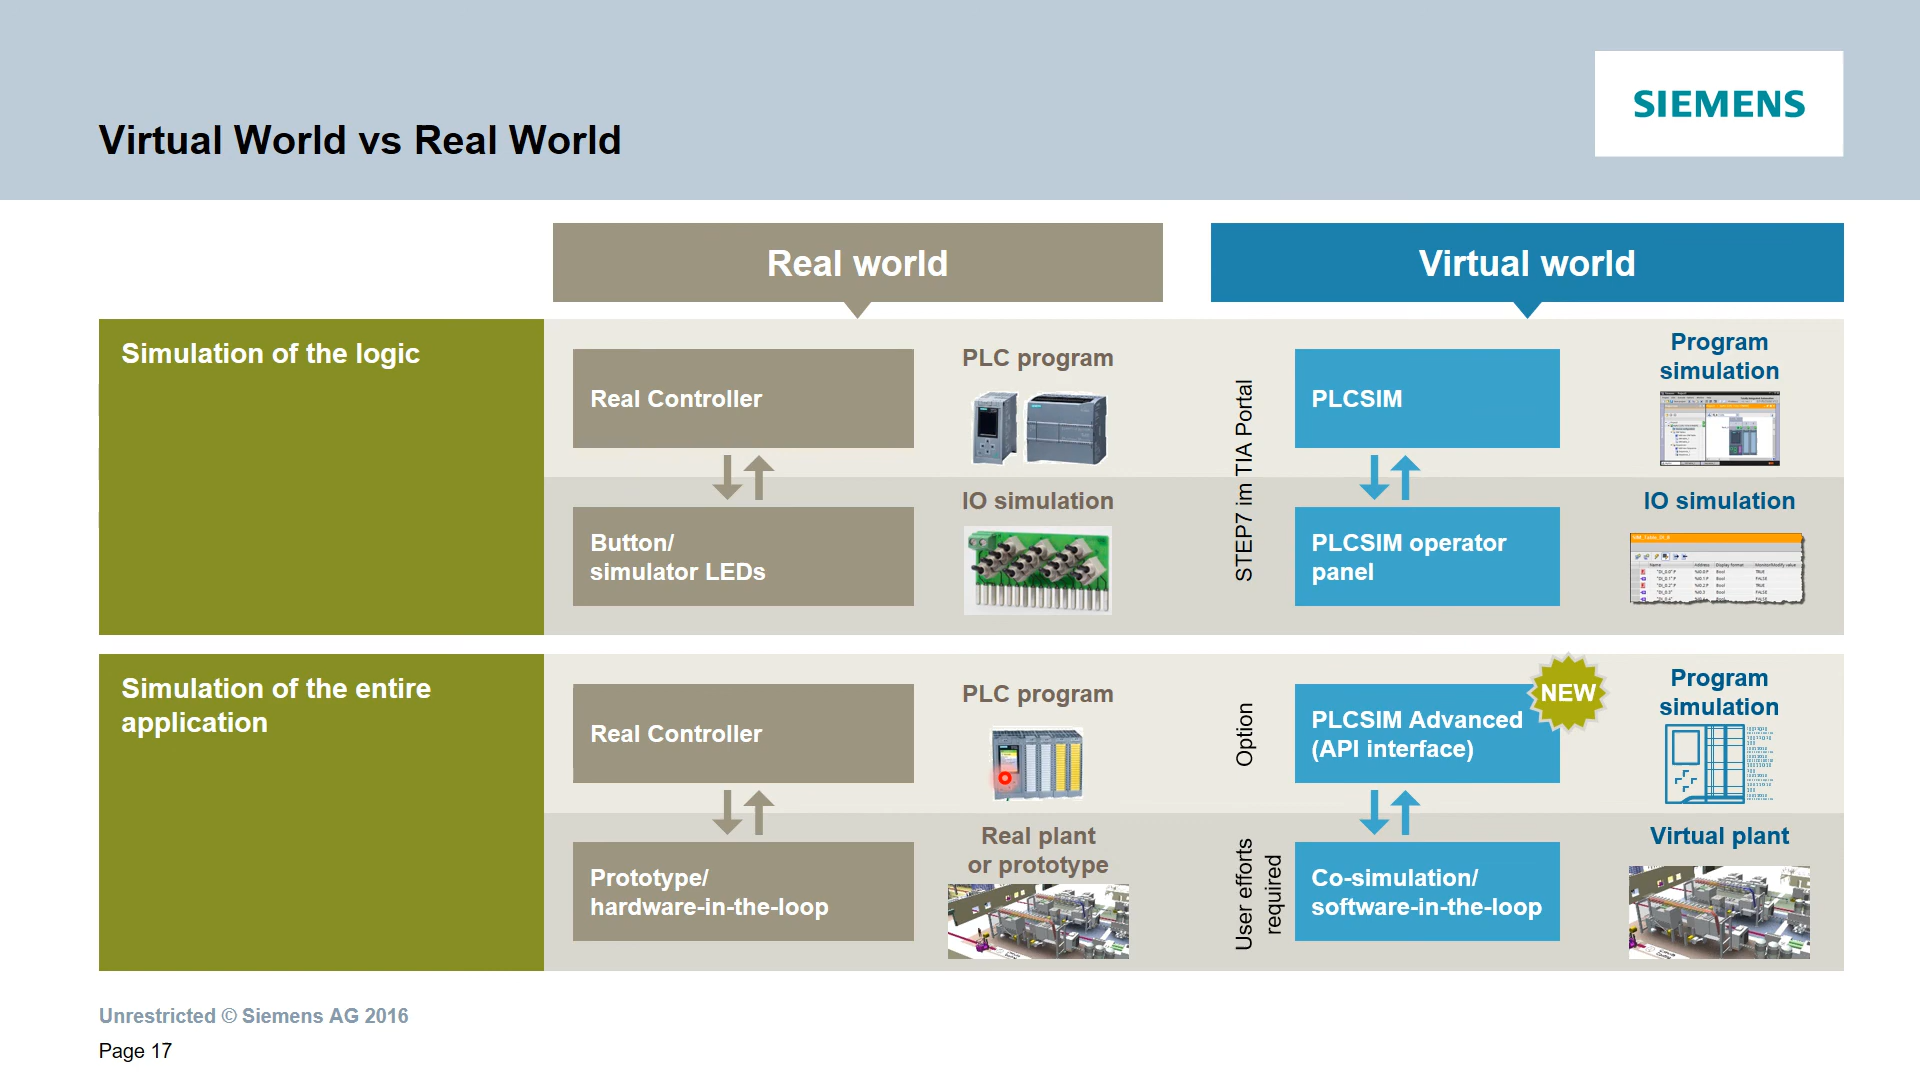 SIEMENS
Virtual World vs Real World
Real world
Virtual world
Simulation of the logic
Real Controller
PLC program
STEP7 im TIA Portal
PLCSIM
Program
simulation
Button/
simulator LEDs
IO simulation
PLCSIM operator
panel
IO simulation
Simulation of the entire
application
Real Controller
PLC program
Option
PLCSIM Advanced
(API interface)
NEW
Program
simulation
Prototype/
hardware-in-the-loop
Real plant
or prototype
User efforts
required
Co-simulation/
software-in-the-loop
Virtual plant
Unrestricted © Siemens AG 2016
Page 17